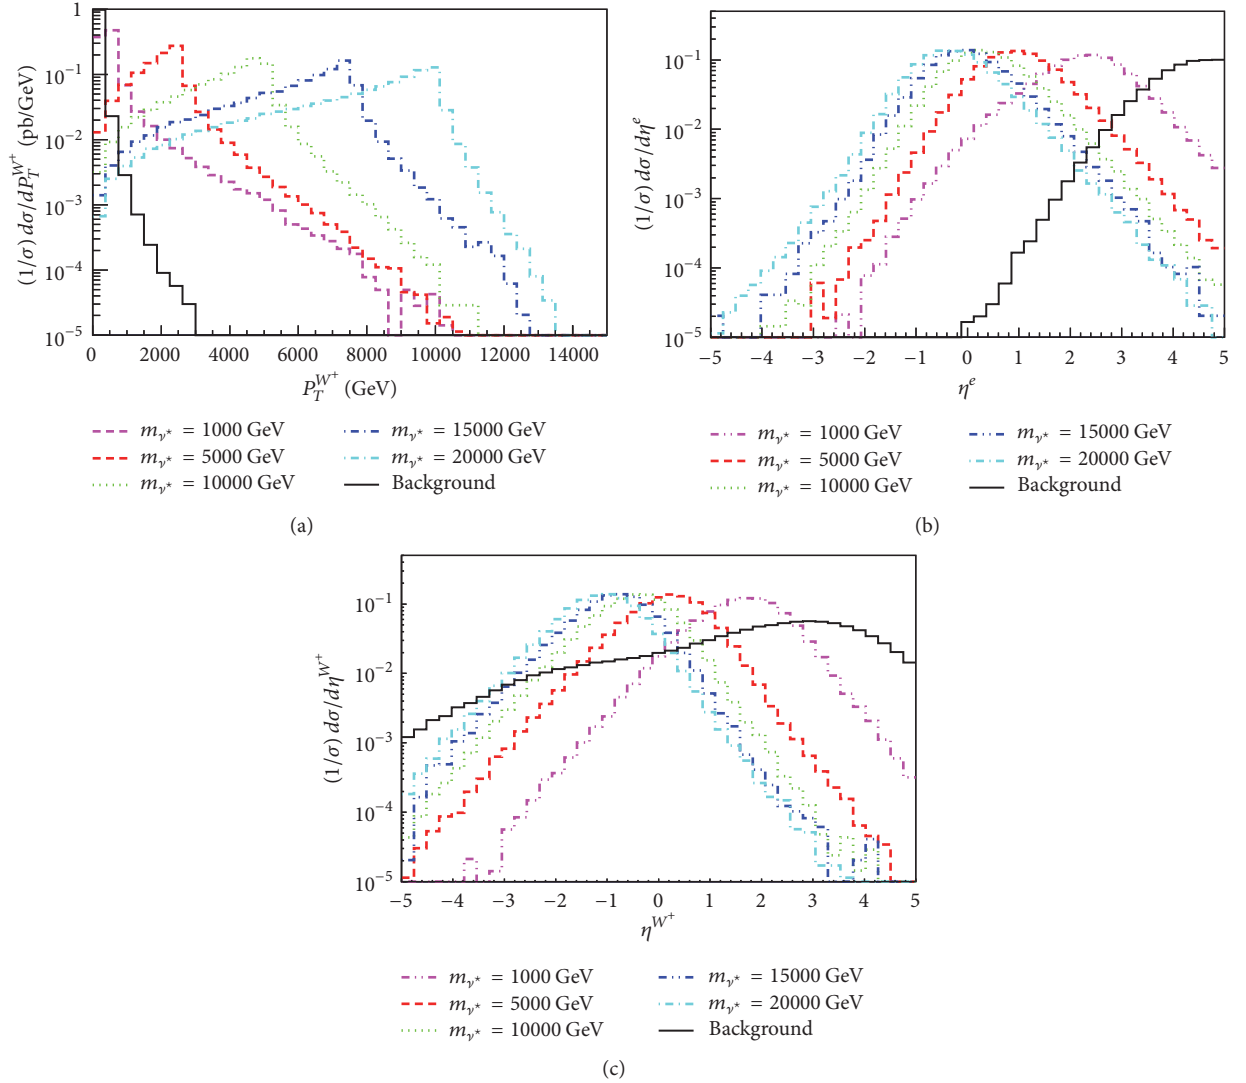 1
10⁻¹
10⁻²
10⁻³
10⁻⁴
10⁻⁵
(1/σ) dσ/dP_T^{W⁺} (pb/GeV)
0 2000 4000 6000 8000 10000 12000 14000
P_T^{W⁺} (GeV)
m_{ν⋆} = 1000 GeV
m_{ν⋆} = 5000 GeV
m_{ν⋆} = 10000 GeV
m_{ν⋆} = 15000 GeV
m_{ν⋆} = 20000 GeV
Background
(a)
10⁻¹
10⁻²
10⁻³
10⁻⁴
10⁻⁵
(1/σ) dσ/dη^e
−5 −4 −3 −2 −1 0 1 2 3 4 5
η^e
m_{ν⋆} = 1000 GeV
m_{ν⋆} = 5000 GeV
m_{ν⋆} = 10000 GeV
m_{ν⋆} = 15000 GeV
m_{ν⋆} = 20000 GeV
Background
(b)
10⁻¹
10⁻²
10⁻³
10⁻⁴
10⁻⁵
(1/σ) dσ/dη^{W⁺}
−5 −4 −3 −2 −1 0 1 2 3 4 5
η^{W⁺}
m_{ν⋆} = 1000 GeV
m_{ν⋆} = 5000 GeV
m_{ν⋆} = 10000 GeV
m_{ν⋆} = 15000 GeV
m_{ν⋆} = 20000 GeV
Background
(c)